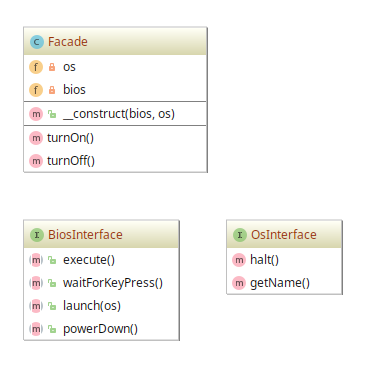 C Facade
f os
f bios
m __construct(bios, os)
m turnOn()
m turnOff()
I BiosInterface
m execute()
m waitForKeyPress()
m launch(os)
m powerDown()
I OsInterface
m halt()
m getName()